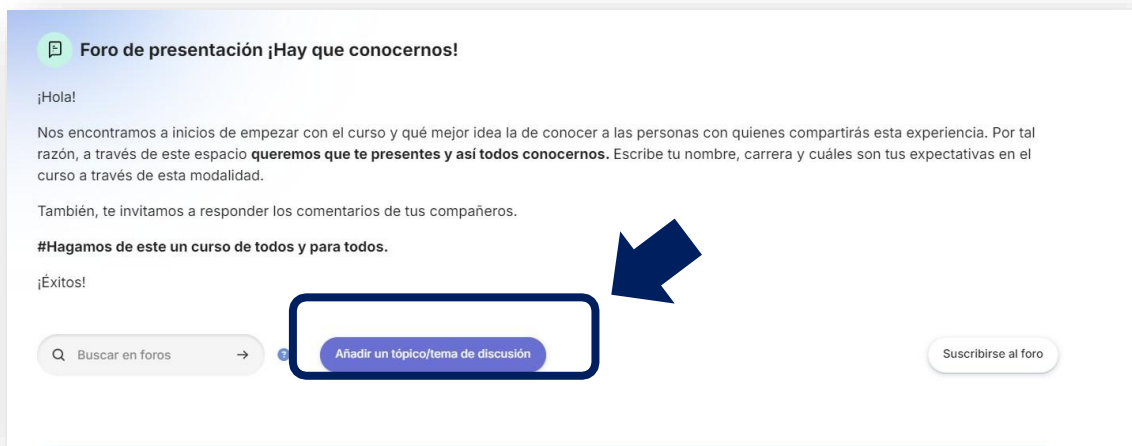 Foro de presentación ¡Hay que conocernos!
¡Hola!
Nos encontramos a inicios de empezar con el curso y qué mejor idea la de conocer a las personas con quienes compartirás esta experiencia. Por tal
razón, a través de este espacio queremos que te presentes y así todos conocernos. Escribe tu nombre, carrera y cuáles son tus expectativas en el
curso a través de esta modalidad.
También, te invitamos a responder los comentarios de tus compañeros.
#Hagamos de este un curso de todos y para todos.
¡Éxitos!
Buscar en foros → ? Añadir un tópico/tema de discusión Suscribirse al foro